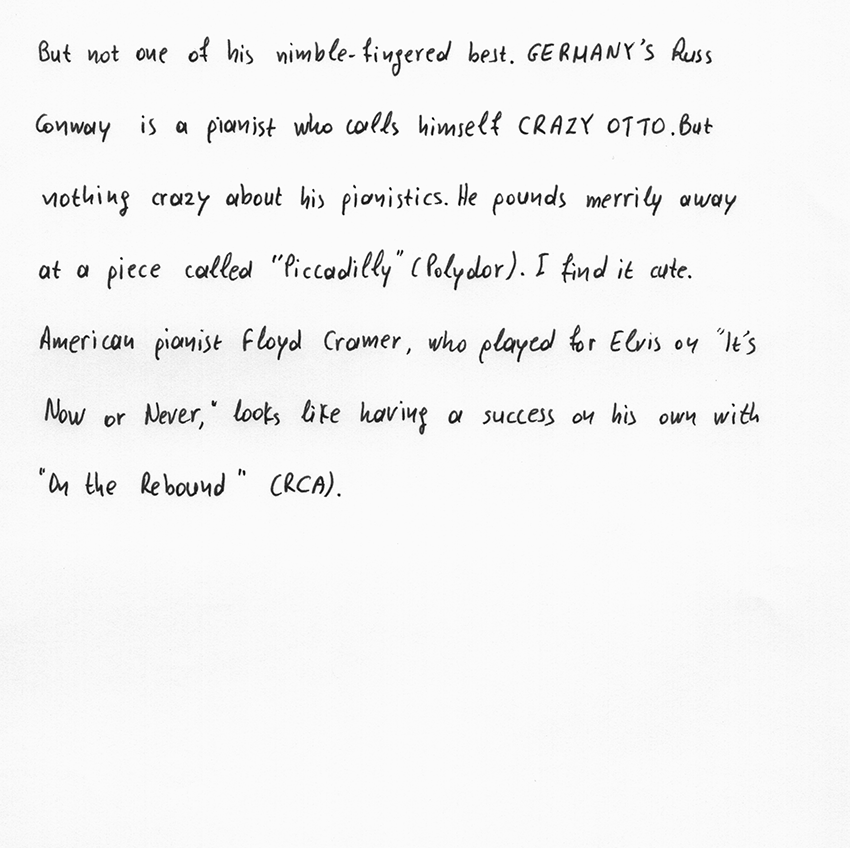 But not one of his nimble-fingered best. GERMANY'S Russ
Conway is a pianist who calls himself CRAZY OTTO. But
nothing crazy about his pianistics. He pounds merrily away
at a piece called "Piccadilly" (Polydor). I find it cute.
American pianist Floyd Cramer, who played for Elvis on "It's
Now or Never," looks like having a success on his own with
"On the Rebound" (RCA).